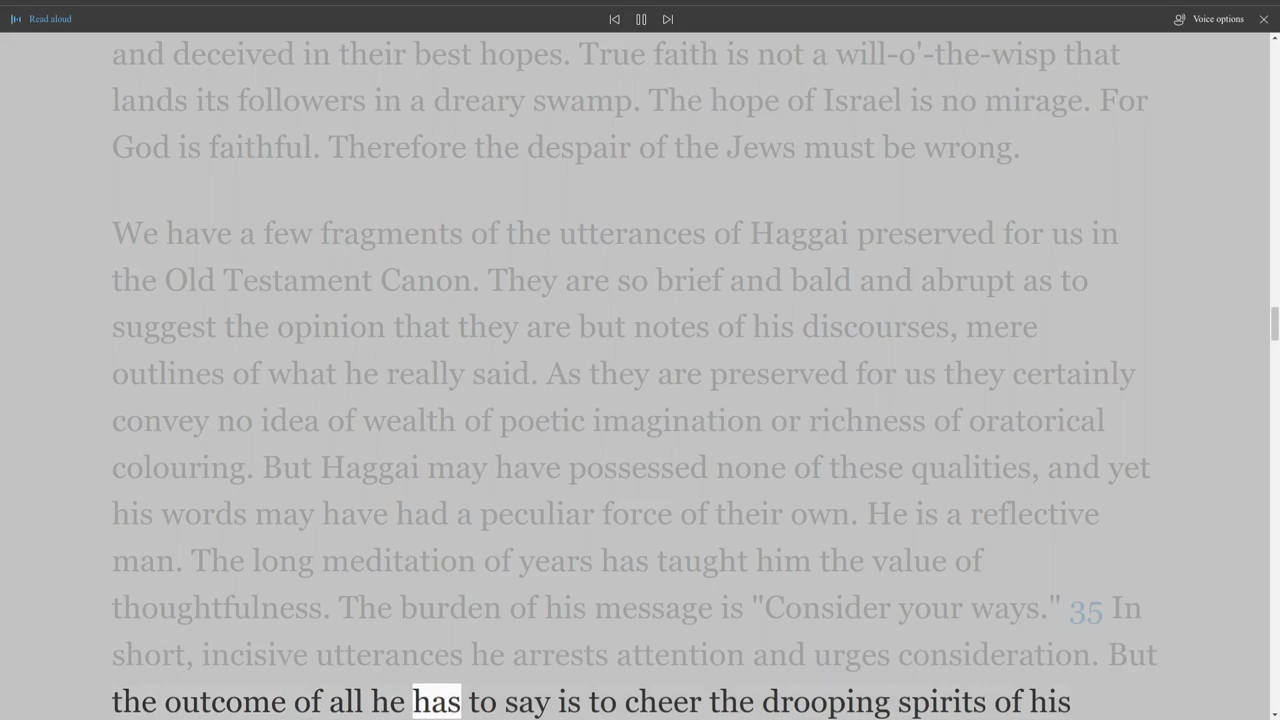 Read aloud
Voice options
and deceived in their best hopes. True faith is not a will-o'-the-wisp that
lands its followers in a dreary swamp. The hope of Israel is no mirage. For
God is faithful. Therefore the despair of the Jews must be wrong.
We have a few fragments of the utterances of Haggai preserved for us in
the Old Testament Canon. They are so brief and bald and abrupt as to
suggest the opinion that they are but notes of his discourses, mere
outlines of what he really said. As they are preserved for us they certainly
convey no idea of wealth of poetic imagination or richness of oratorical
colouring. But Haggai may have possessed none of these qualities, and yet
his words may have had a peculiar force of their own. He is a reflective
man. The long meditation of years has taught him the value of
thoughtfulness. The burden of his message is "Consider your ways." 35 In
short, incisive utterances he arrests attention and urges consideration. But
the outcome of all he has to say is to cheer the drooping spirits of his